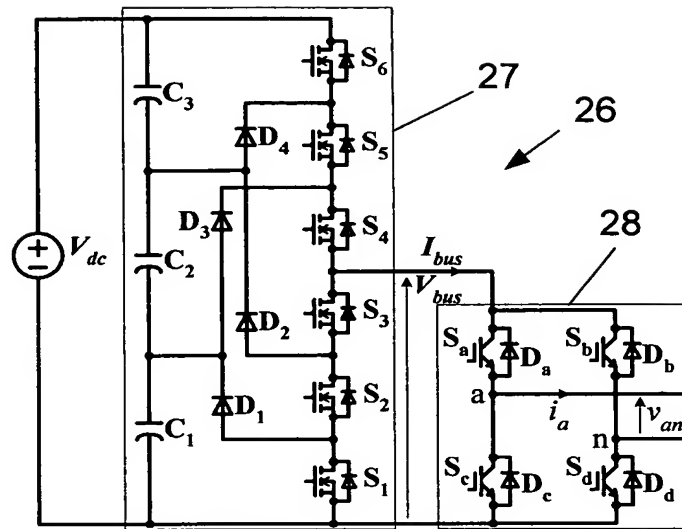 S6
27
C3
26
D4
S5
D3
S4
Vdc
C2
Ibus
28
Vbus
S3
D2
Sa
Da
Sb
Db
S2
D1
a
ia
van
C1
n
Sc
Dc
Sd
Dd
S1